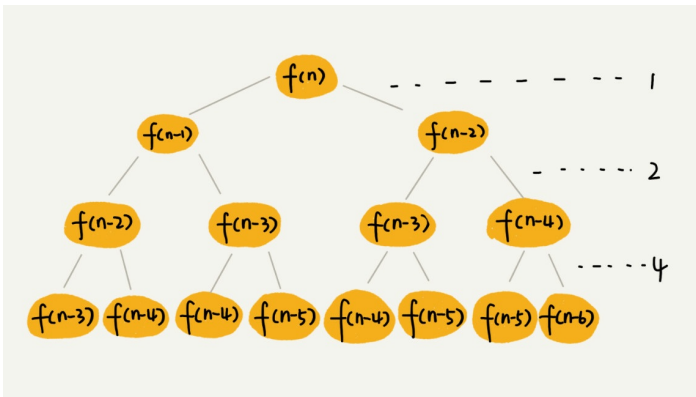 f(n) 1
f(n-1) f(n-2)
2
f(n-2) f(n-3) f(n-3) f(n-4)
4
f(n-3) f(n-4) f(n-4) f(n-5) f(n-4) f(n-5) f(n-5) f(n-6)